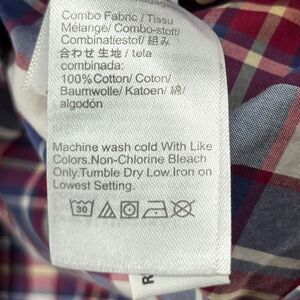 Combo Fabric / Tissu
Mélange/ Combo-stoff/
Combinatiestof/ 組み
合わせ 生地 / tela
combinada:
100%Cotton/ Coton/
Baumwolle/ Katoen/ 綿/
algodón
Machine wash cold With Like
Colors.Non-Chlorine Bleach
Only.Tumble Dry Low.Iron on
Lowest Setting.
30
R